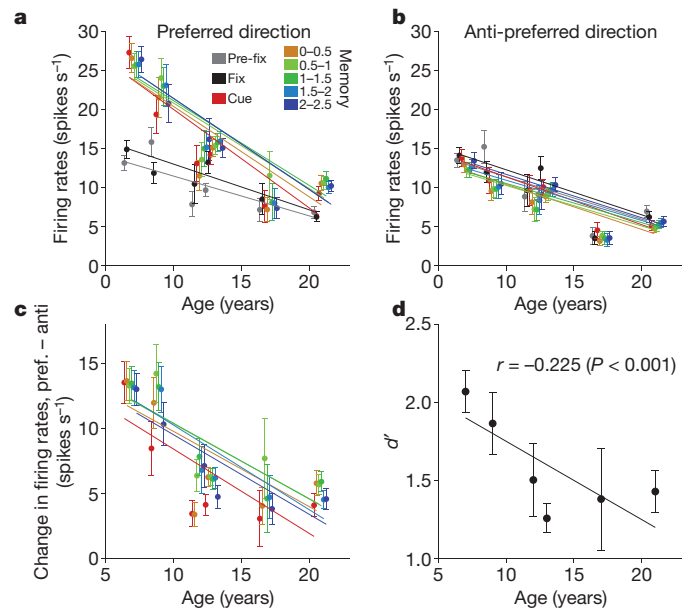 a
Preferred direction
Firing rates (spikes s⁻¹)
30
25
20
15
10
5
0
Pre-fix
Fix
Cue
0–0.5
0.5–1
1–1.5
1.5–2
2–2.5
Memory
0 5 10 15 20
Age (years)
b
Anti-preferred direction
Firing rates (spikes s⁻¹)
30
25
20
15
10
5
0
0 5 10 15 20
Age (years)
c
Change in firing rates, pref. – anti
(spikes s⁻¹)
15
10
5
0
5 10 15 20
Age (years)
d
r = –0.225 (P < 0.001)
d′
2.5
2.0
1.5
1.0
5 10 15 20
Age (years)